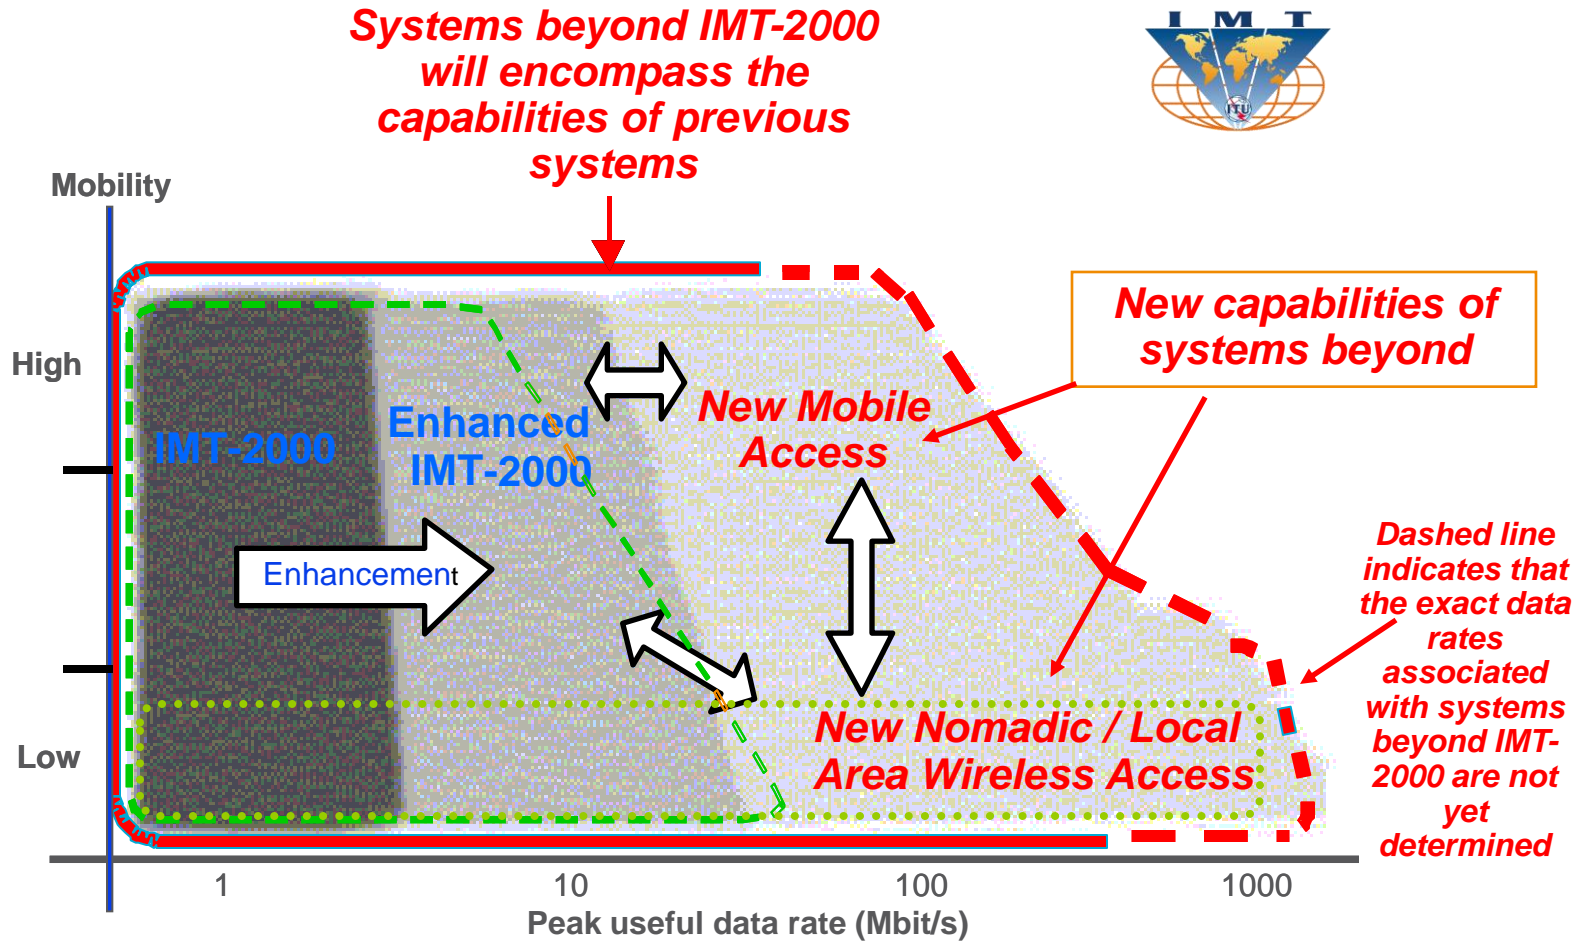 Systems beyond IMT-2000
will encompass the
capabilities of previous
systems
I M T
ITU
Mobility
High
Low
IMT-2000
Enhanced
IMT-2000
Enhancement
New Mobile
Access
New capabilities of
systems beyond
New Nomadic / Local
Area Wireless Access
Dashed line
indicates that
the exact data
rates
associated
with systems
beyond IMT-
2000 are not
yet
determined
1 10 100 1000
Peak useful data rate (Mbit/s)